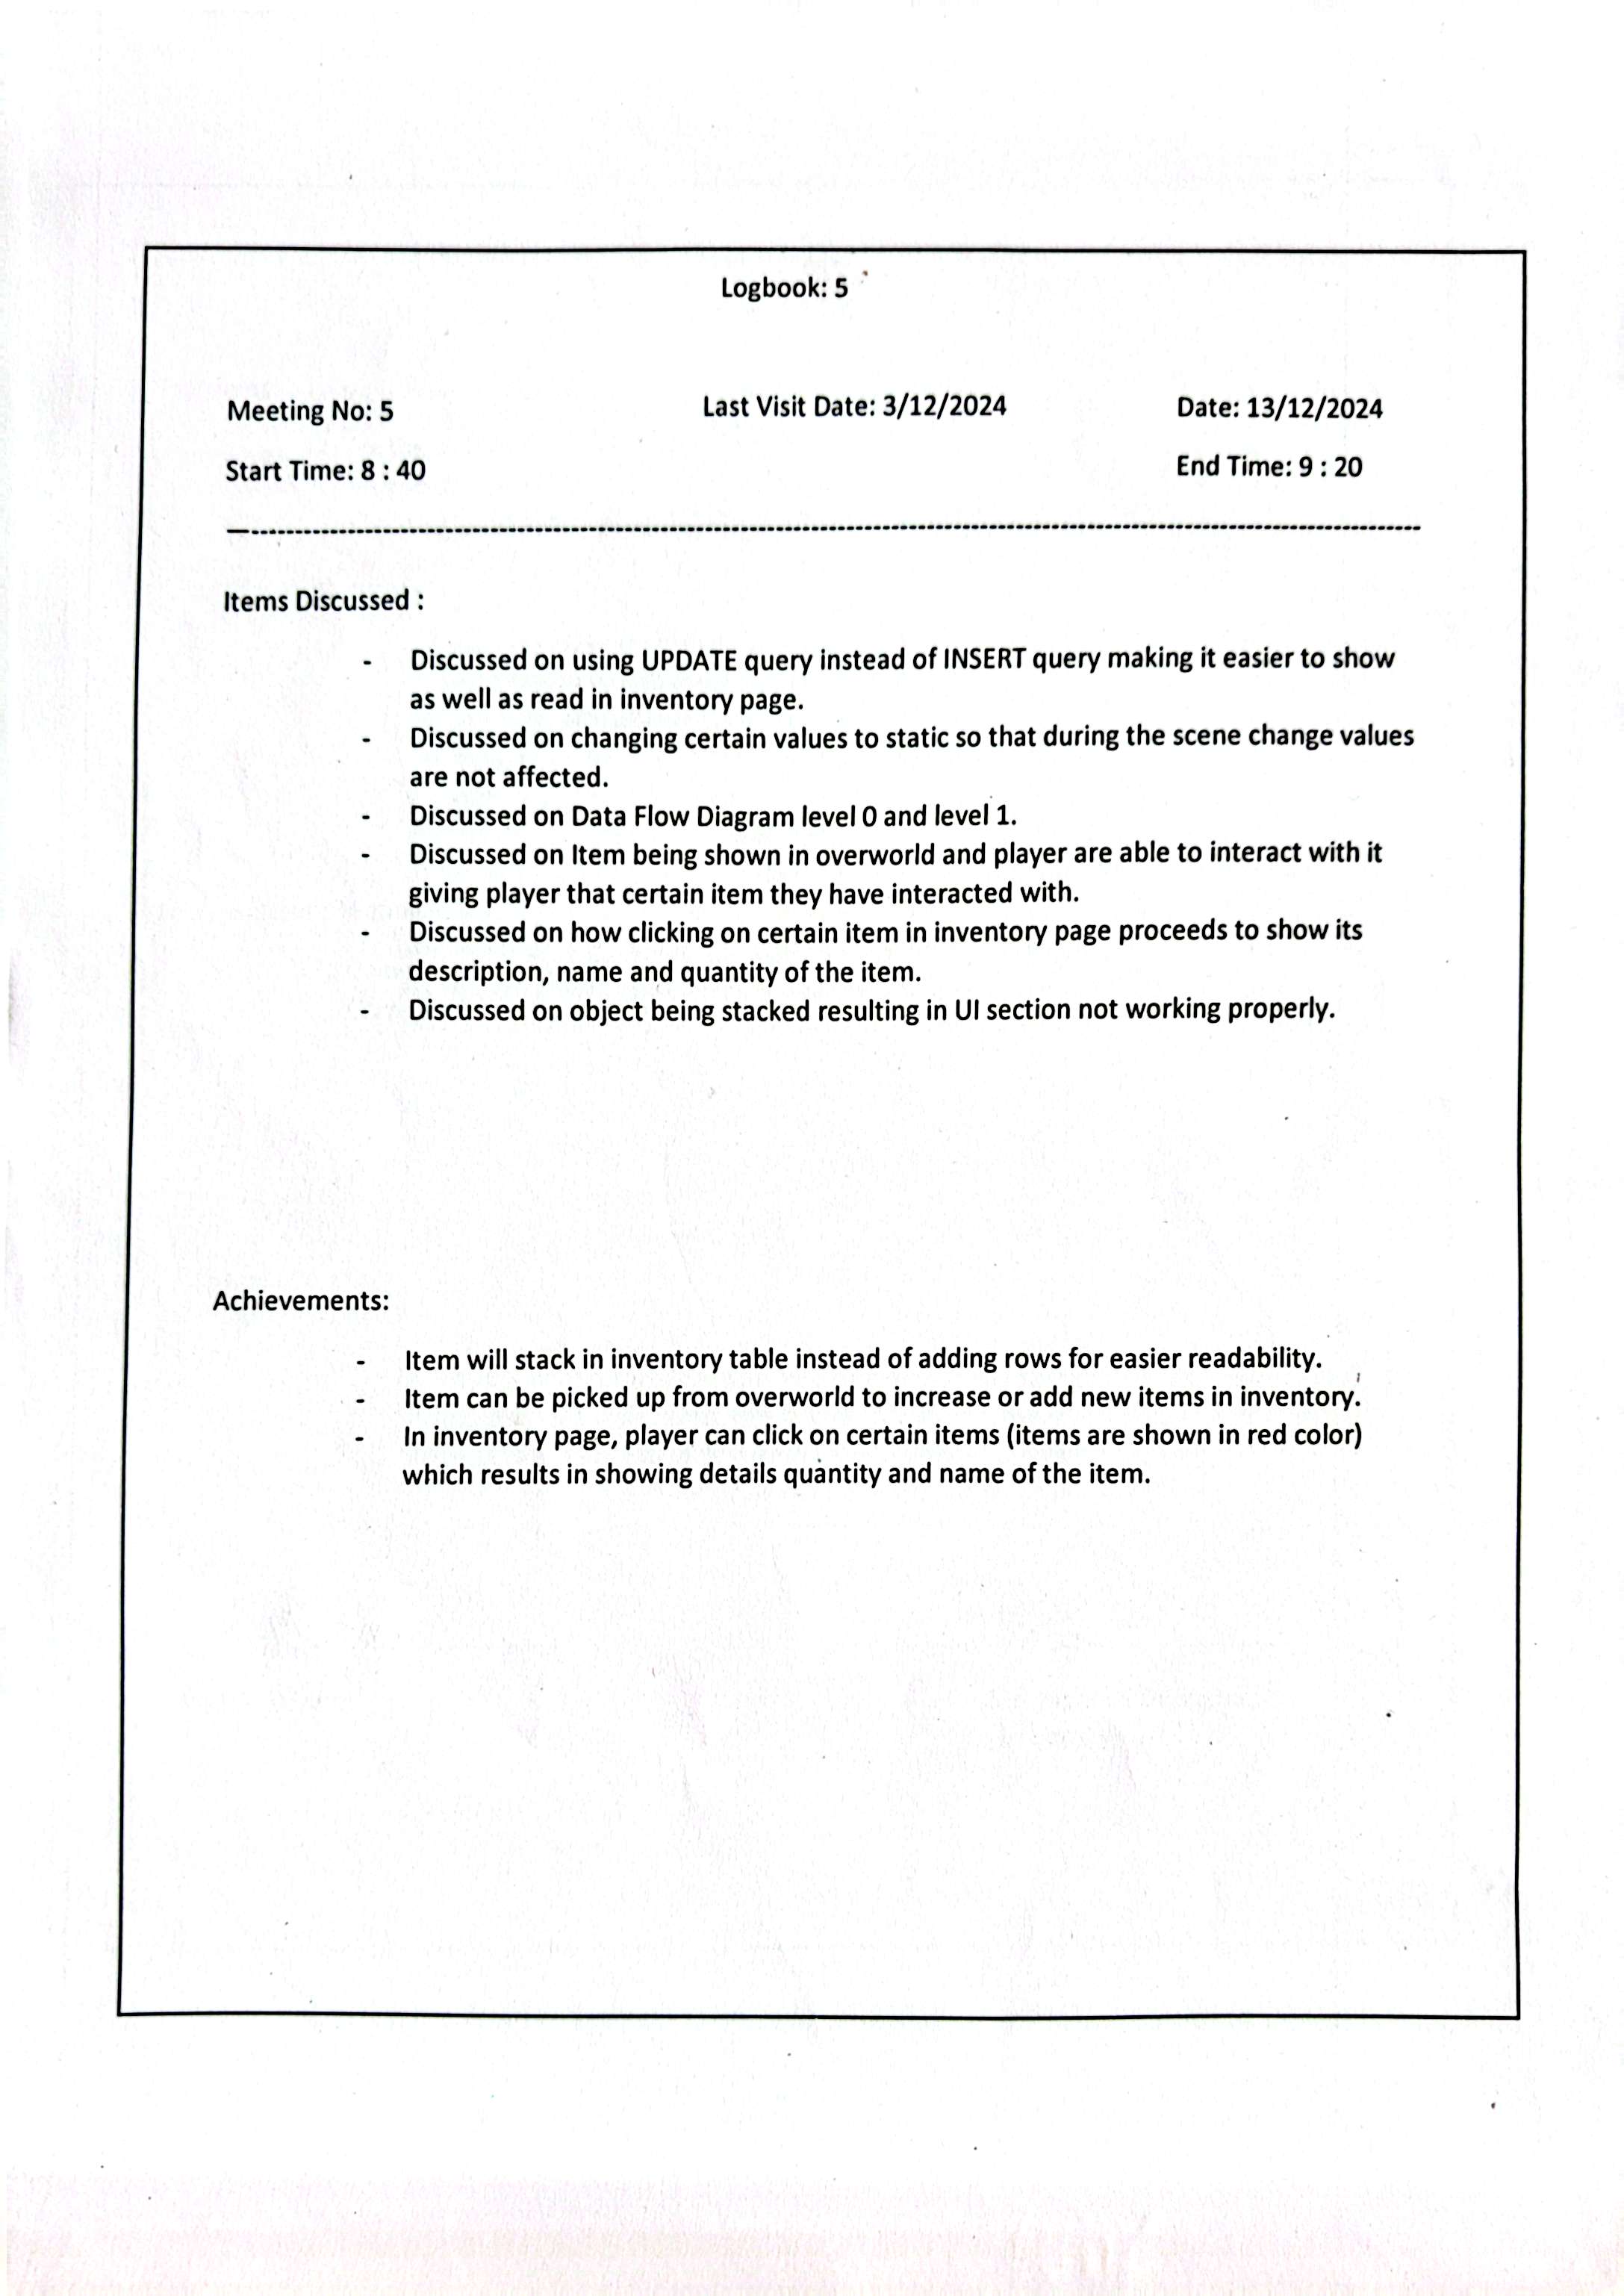 Logbook: 5
Meeting No: 5 Last Visit Date: 3/12/2024 Date: 13/12/2024
Start Time: 8 : 40 End Time: 9 : 20
Items Discussed :
- Discussed on using UPDATE query instead of INSERT query making it easier to show
as well as read in inventory page.
- Discussed on changing certain values to static so that during the scene change values
are not affected.
- Discussed on Data Flow Diagram level 0 and level 1.
- Discussed on Item being shown in overworld and player are able to interact with it
giving player that certain item they have interacted with.
- Discussed on how clicking on certain item in inventory page proceeds to show its
description, name and quantity of the item.
- Discussed on object being stacked resulting in UI section not working properly.
Achievements:
- Item will stack in inventory table instead of adding rows for easier readability.
- Item can be picked up from overworld to increase or add new items in inventory.
- In inventory page, player can click on certain items (items are shown in red color)
which results in showing details quantity and name of the item.